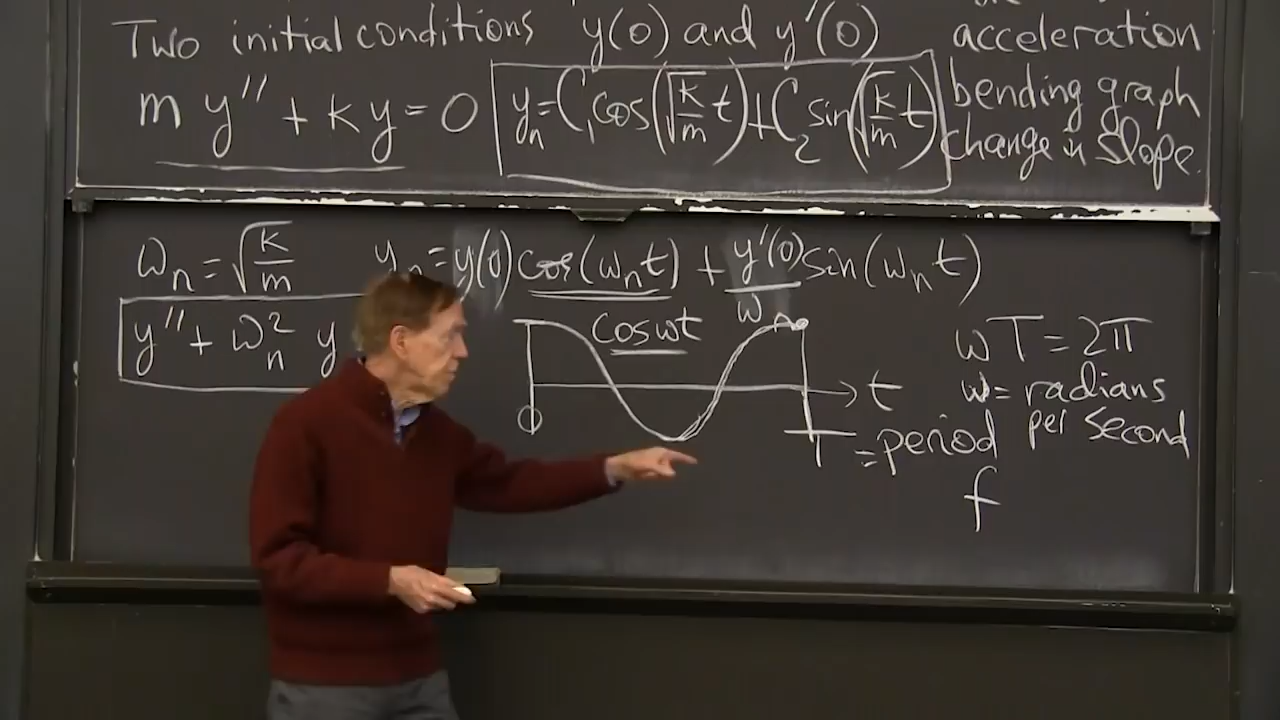 Two initial conditions y(0) and y'(0)
acceleration
bending graph
change in slope.
m y'' + k y = 0
yₙ = C₁ cos(√(k/m) t) + C₂ sin(√(k/m) t)
ωₙ = √(k/m)
yₙ = y(0) cos(ωₙ t) + y'(0)/ωₙ sin(ωₙ t)
y'' + ωₙ² y
cos ωt
0
t
T
= period
ωT = 2π
ω = radians
per second
f